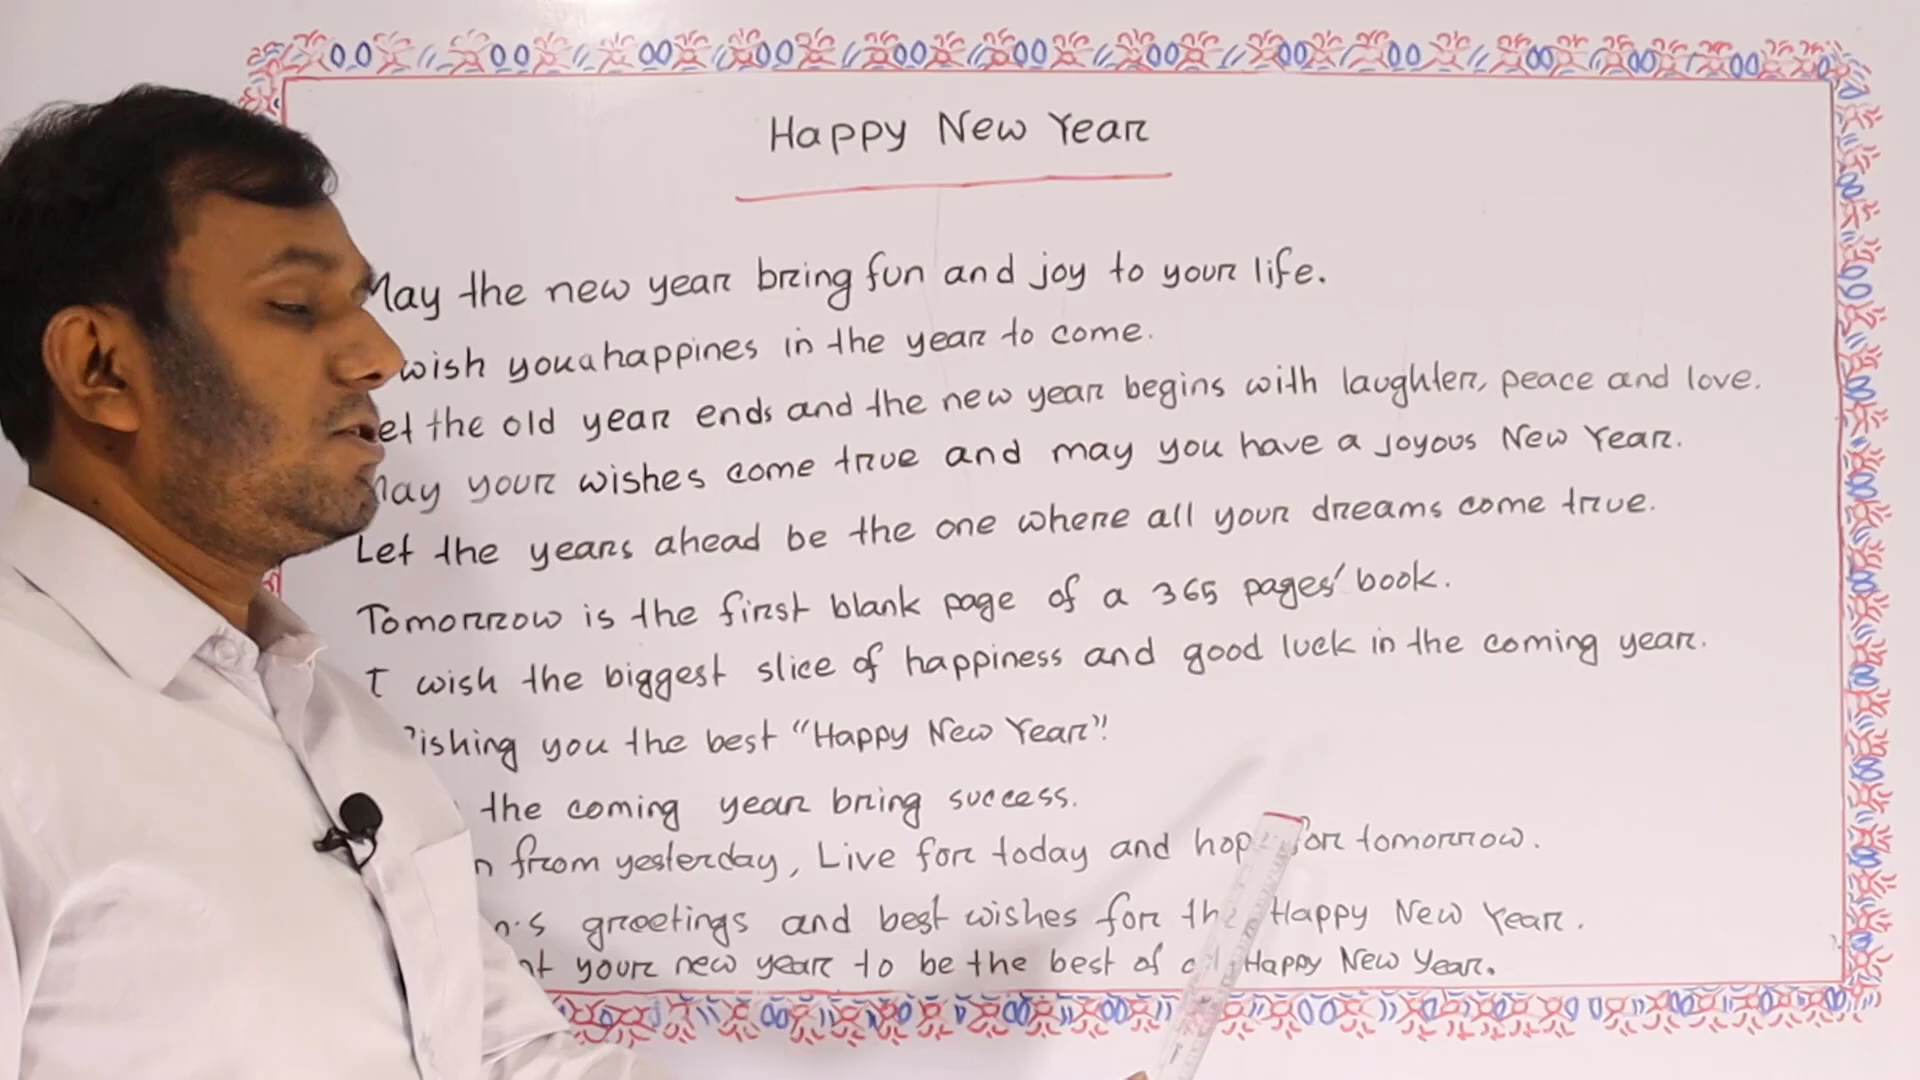 Happy New Year
May the new year bring fun and joy to your life.
wish you a happines in the year to come.
the old year ends and the new year begins with laughter, peace and love.
May your wishes come true and may you have a joyous New Year.
Let the years ahead be the one where all your dreams come true.
Tomorrow is the first blank page of a 365 pages' book.
I wish the biggest slice of happiness and good luck in the coming year.
you the best "Happy New Year"!
the coming year bring success.
from yesterday, Live for today and hope for tomorrow.
greetings and best wishes for the Happy New Year.
your new year to be the best of all Happy New Year.